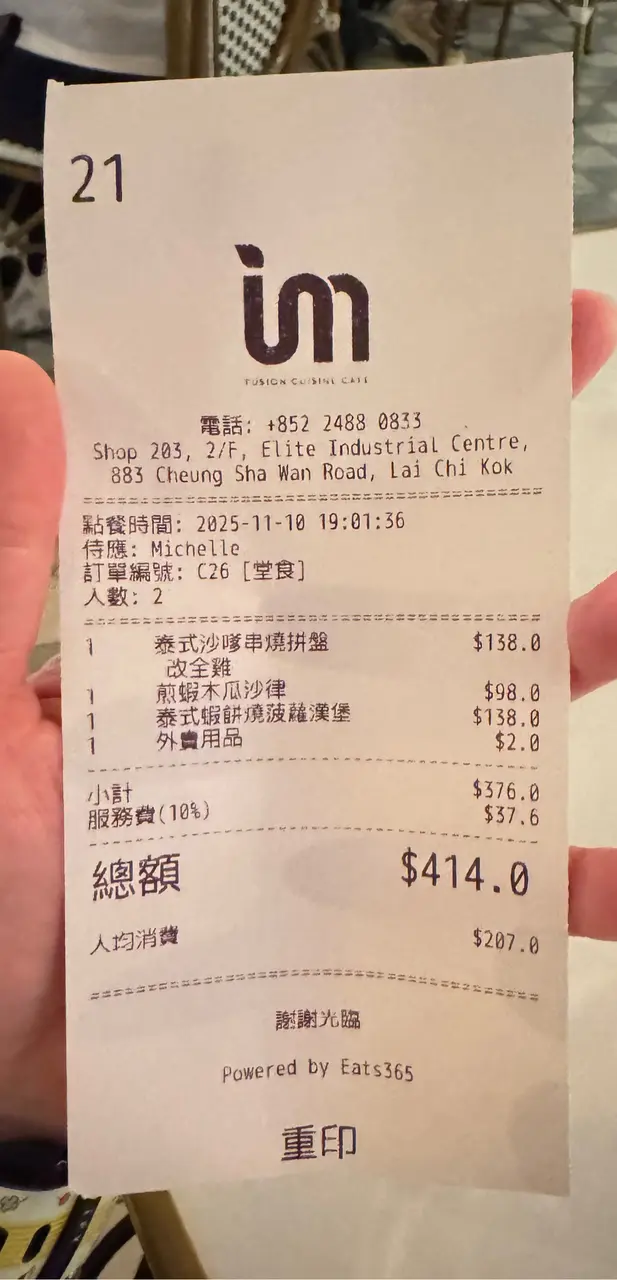 21
im
FUSION CUISINE CAFE
電話: +852 2488 0833
Shop 203, 2/F, Elite Industrial Centre,
883 Cheung Sha Wan Road, Lai Chi Kok
點餐時間: 2025-11-10 19:01:36
侍應: Michelle
訂單編號: C26 [堂食]
人數: 2
1 泰式沙嗲串燒拼盤 $138.0
改全雞
1 煎蝦木瓜沙律 $98.0
1 泰式蝦餅燒菠蘿漢堡 $138.0
1 外賣用品 $2.0
小計 $376.0
服務費(10%) $37.6
總額 $414.0
人均消費 $207.0
謝謝光臨
Powered by Eats365
重印